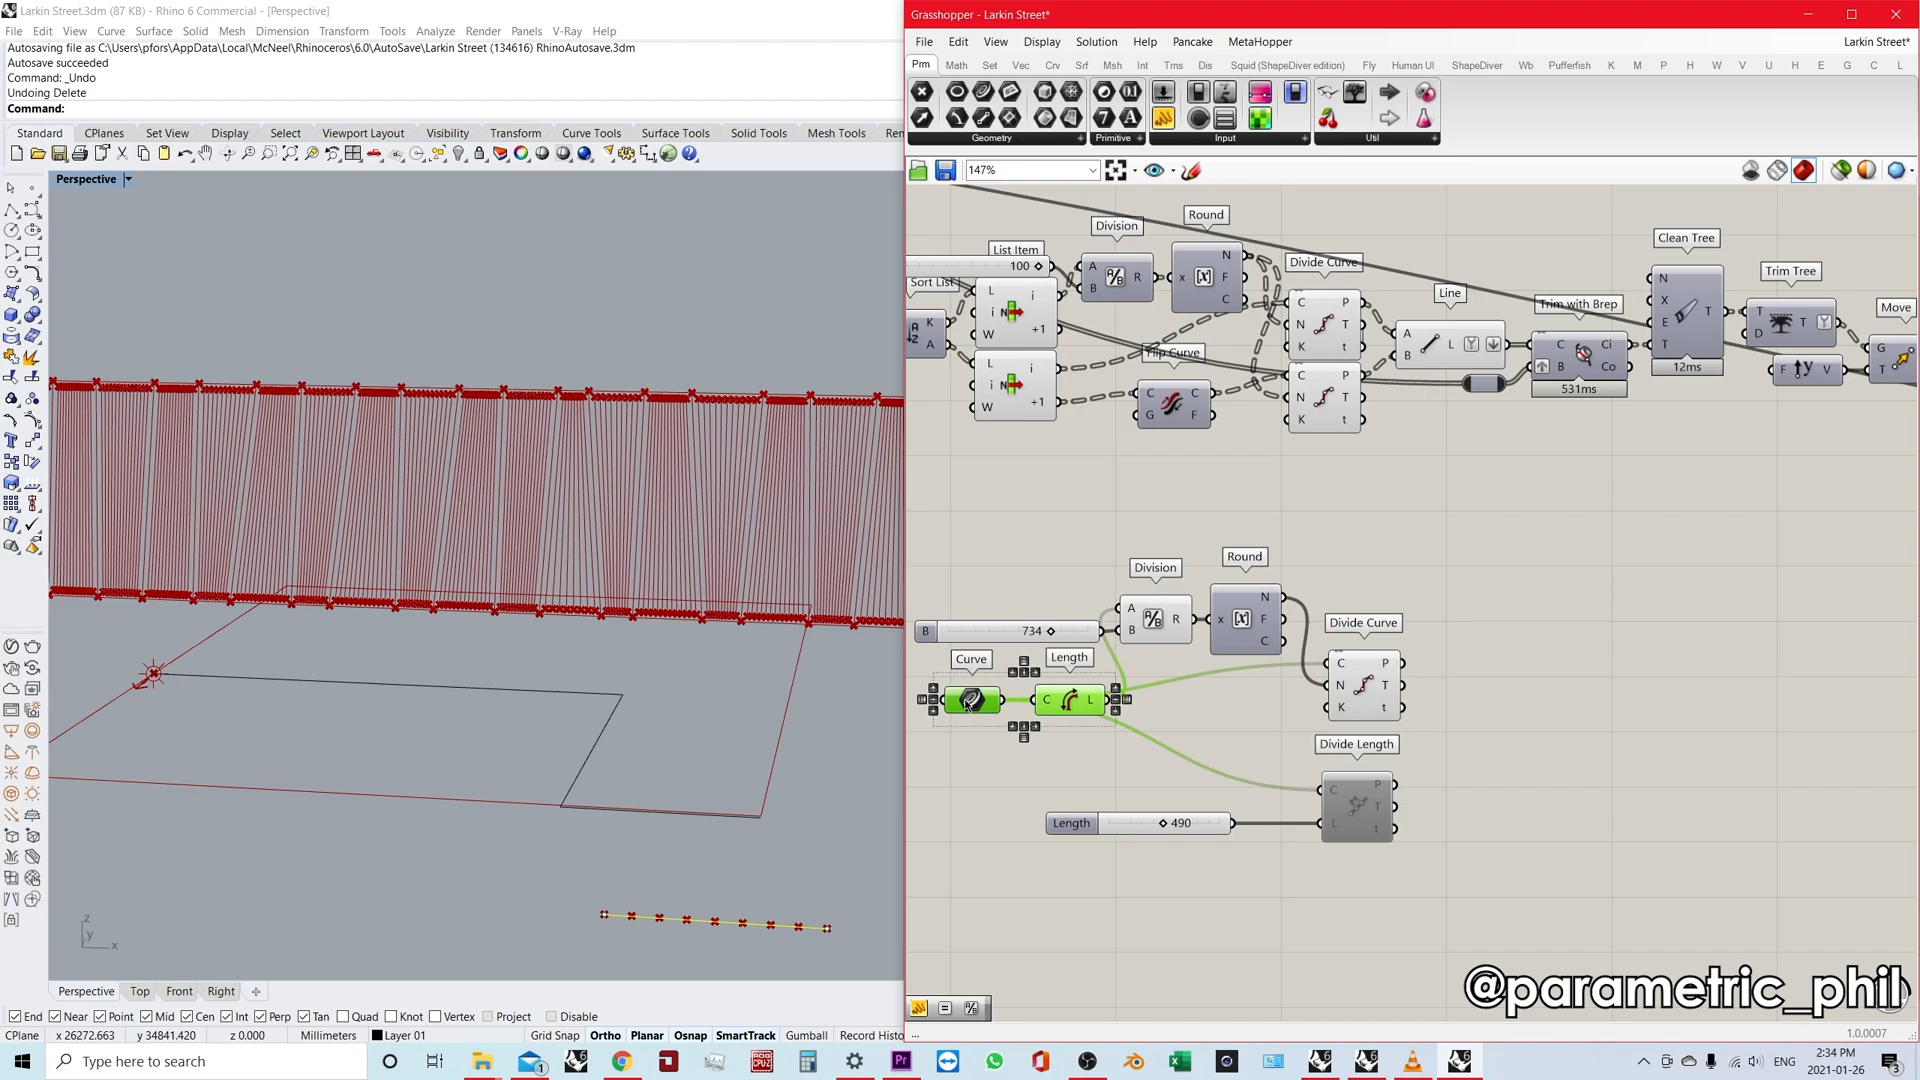 Larkin Street.3dm (87 KB) - Rhino 6 Commercial - [Perspective]
File Edit View Curve Surface Solid Mesh Dimension Transform Tools Analyze Render Panels V-Ray Help
Autosaving file as C:\Users\pfors\AppData\Local\McNeel\Rhinoceros\6.0\AutoSave\Larkin Street (134616) RhinoAutosave.3dm
Autosave succeeded
Command: _Undo
Undoing Delete
Command:
Standard CPlanes Set View Display Select Viewport Layout Visibility Transform Curve Tools Surface Tools Solid Tools Mesh Tools Ren
Perspective
z
y
x
Perspective Top Front Right
End Near Point Mid Cen Int Perp Tan Quad Knot Vertex Project Disable
CPlane x 26272.663 y 34841.420 z 0.000 Millimeters Layer 01 Grid Snap Ortho Planar Osnap SmartTrack Gumball Record Histo
Grasshopper - Larkin Street*
File Edit View Display Solution Help Pancake MetaHopper Larkin Street*
Prm Math Set Vec Crv Srf Msh Int Trns Dis Squid (ShapeDiver edition) Fly Human UI ShapeDiver Wb Pufferfish K M P H W V U H E G C L
Geometry Primitive Input Util
147%
Round
Division
Clean Tree
List Item
Divide Curve
Trim Tree
100
Sort List
Line
Trim with Brep
Move
Flip Curve
A B R
x N F C
L i W i +1
L i W i +1
K A
C G C F
C N K P T t
C N K P T t
A B L
C B Ci Co
531ms
N X E T T
12ms
T D T
F V
G T
Division
Round
Divide Curve
B 734
A B R
x N F C
Curve
Length
C L
C N K P T t
Divide Length
C L P T t
Length 490
@parametric_phil
1.0.0007
Type here to search
ENG
2:34 PM
2021-01-26
3